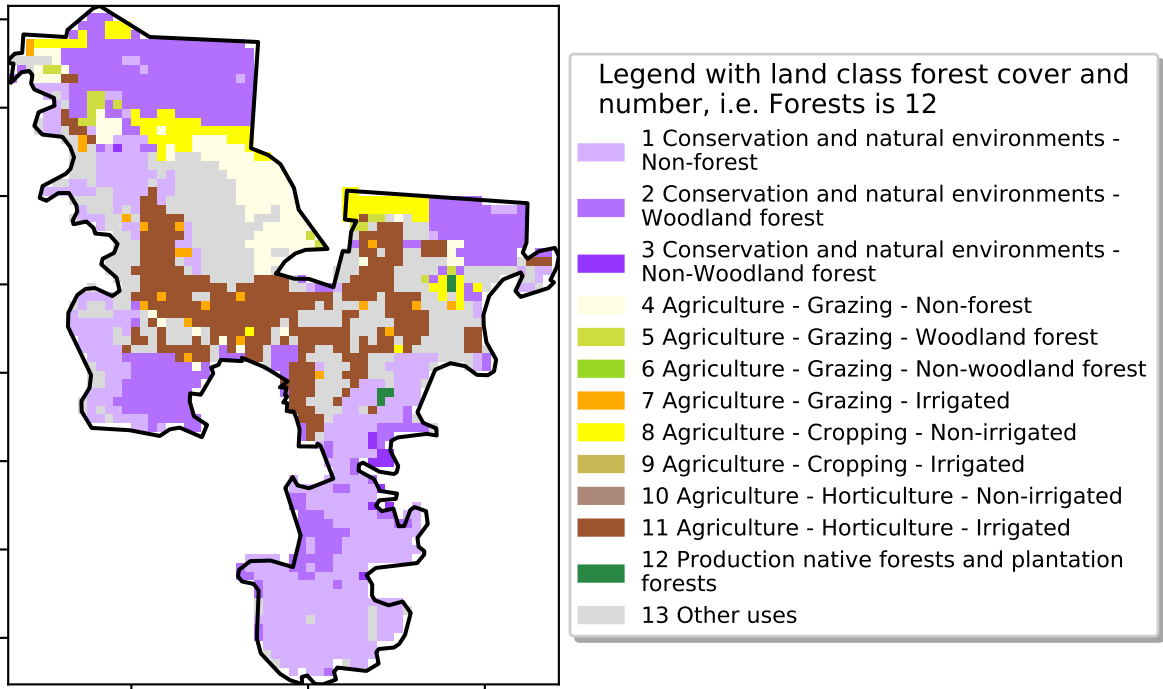 Legend with land class forest cover and
number, i.e. Forests is 12
1 Conservation and natural environments -
Non-forest
2 Conservation and natural environments -
Woodland forest
3 Conservation and natural environments -
Non-Woodland forest
4 Agriculture - Grazing - Non-forest
5 Agriculture - Grazing - Woodland forest
6 Agriculture - Grazing - Non-woodland forest
7 Agriculture - Grazing - Irrigated
8 Agriculture - Cropping - Non-irrigated
9 Agriculture - Cropping - Irrigated
10 Agriculture - Horticulture - Non-irrigated
11 Agriculture - Horticulture - Irrigated
12 Production native forests and plantation
forests
13 Other uses